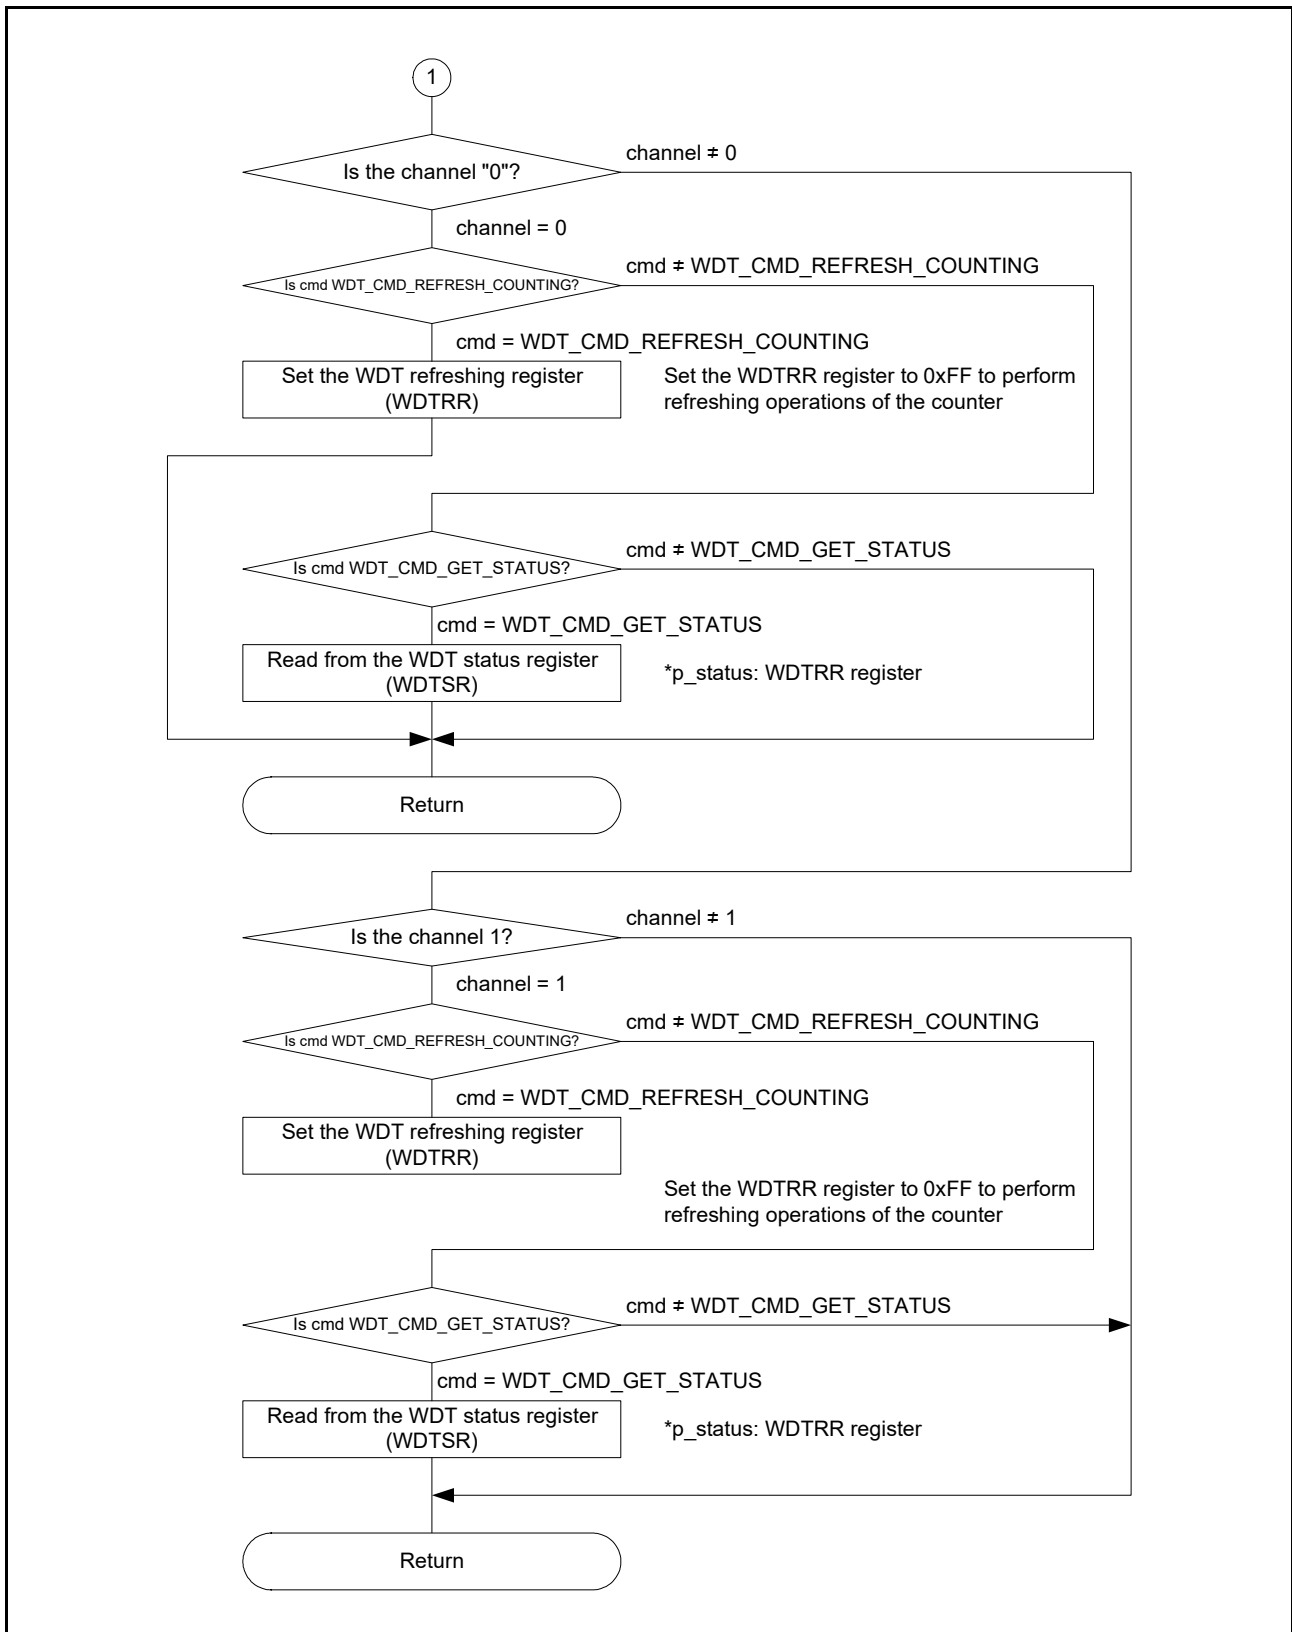 1
Is the channel "0"?
channel ≠ 0
channel = 0
Is cmd WDT_CMD_REFRESH_COUNTING?
cmd ≠ WDT_CMD_REFRESH_COUNTING
cmd = WDT_CMD_REFRESH_COUNTING
Set the WDT refreshing register
(WDTRR)
Set the WDTRR register to 0xFF to perform
refreshing operations of the counter
Is cmd WDT_CMD_GET_STATUS?
cmd ≠ WDT_CMD_GET_STATUS
cmd = WDT_CMD_GET_STATUS
Read from the WDT status register
(WDTSR)
*p_status: WDTRR register
Return
Is the channel 1?
channel ≠ 1
channel = 1
Is cmd WDT_CMD_REFRESH_COUNTING?
cmd ≠ WDT_CMD_REFRESH_COUNTING
cmd = WDT_CMD_REFRESH_COUNTING
Set the WDT refreshing register
(WDTRR)
Set the WDTRR register to 0xFF to perform
refreshing operations of the counter
Is cmd WDT_CMD_GET_STATUS?
cmd ≠ WDT_CMD_GET_STATUS
cmd = WDT_CMD_GET_STATUS
Read from the WDT status register
(WDTSR)
*p_status: WDTRR register
Return